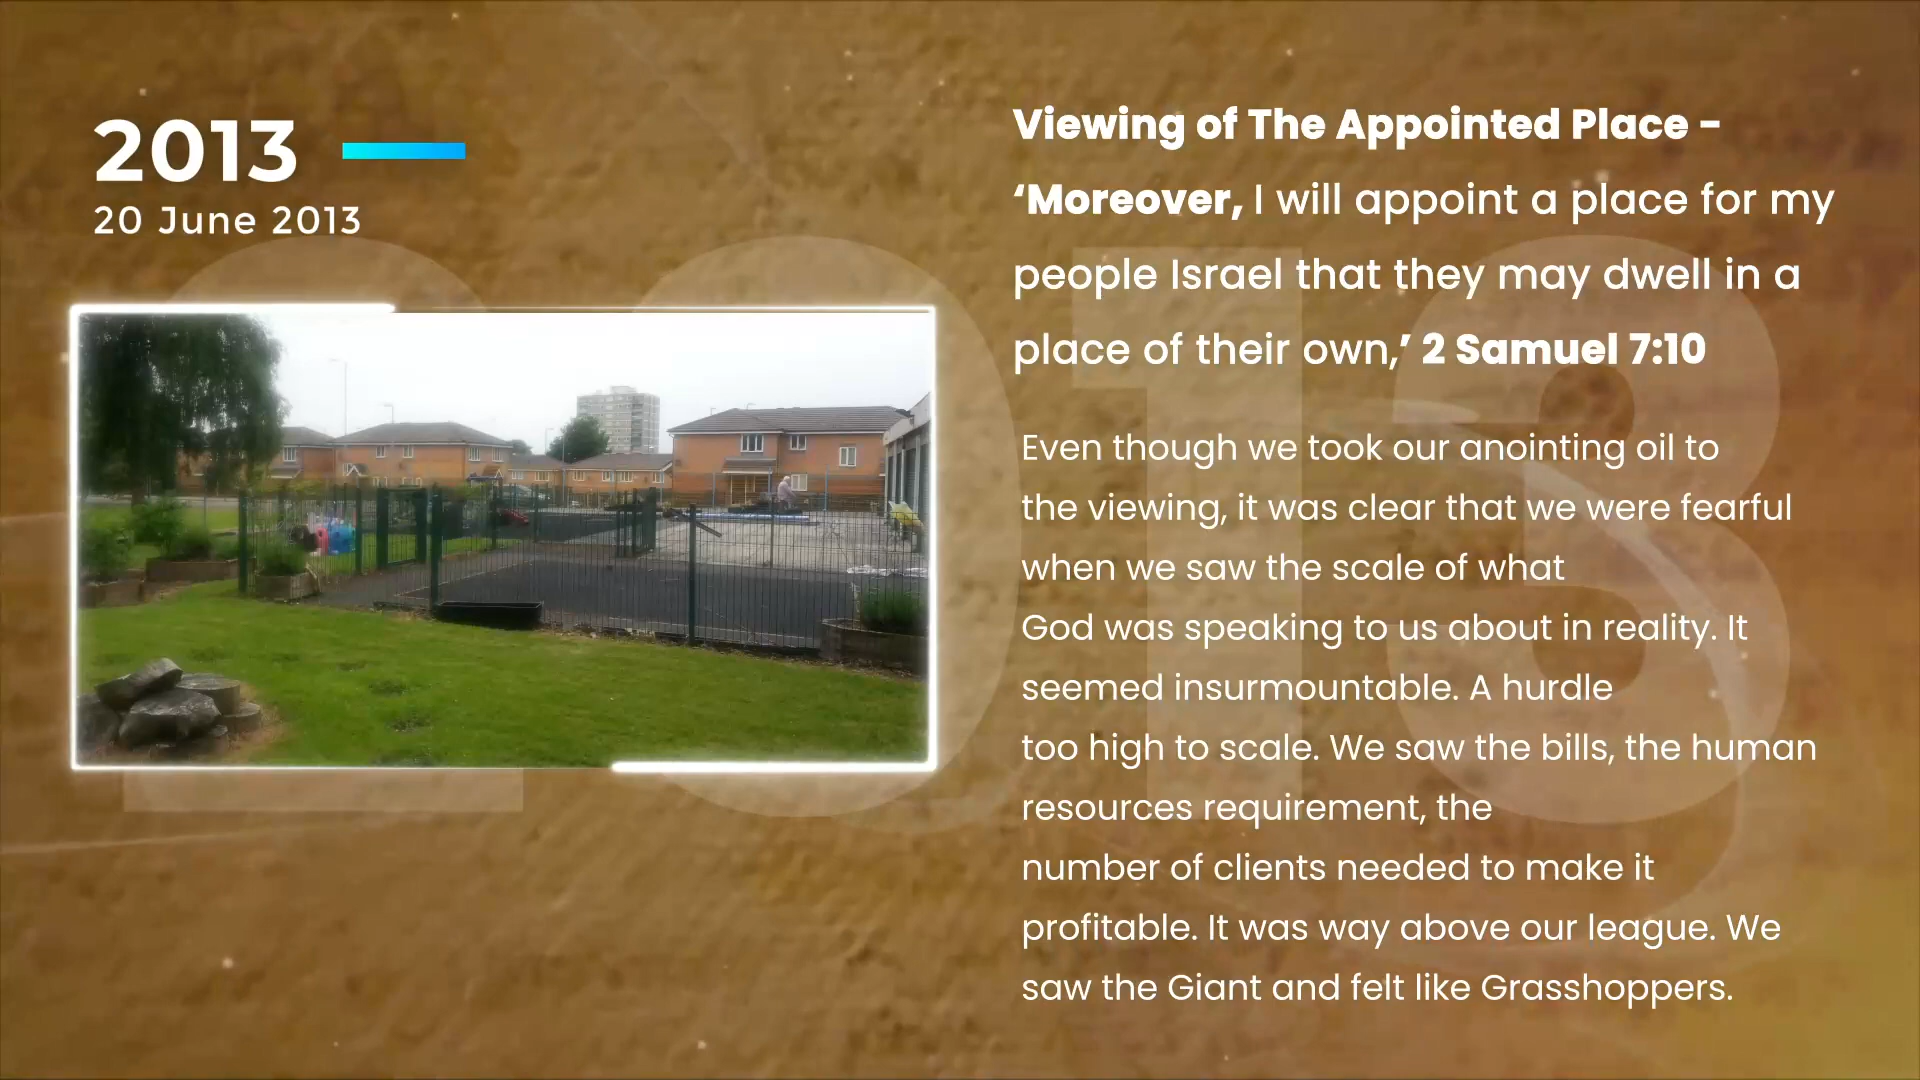 2013
20 June 2013
Viewing of The Appointed Place -
‘Moreover, I will appoint a place for my
people Israel that they may dwell in a
place of their own,’ 2 Samuel 7:10
Even though we took our anointing oil to
the viewing, it was clear that we were fearful
when we saw the scale of what
God was speaking to us about in reality. It
seemed insurmountable. A hurdle
too high to scale. We saw the bills, the human
resources requirement, the
number of clients needed to make it
profitable. It was way above our league. We
saw the Giant and felt like Grasshoppers.
2013